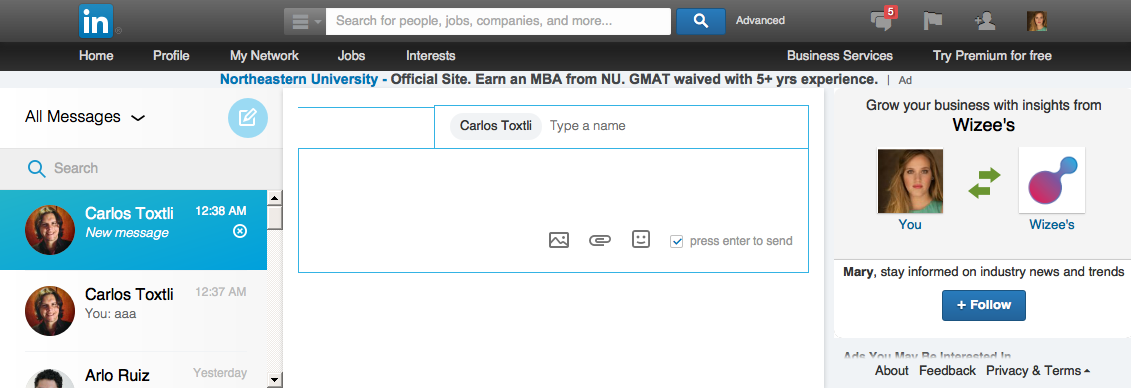 in
Search for people, jobs, companies, and more...
Advanced
5
Home Profile My Network Jobs Interests Business Services Try Premium for free
Northeastern University - Official Site. Earn an MBA from NU. GMAT waived with 5+ yrs experience. | Ad
All Messages
Search
Carlos Toxtli 12:38 AM
New message
Carlos Toxtli 12:37 AM
You: aaa
Arlo Ruiz Yesterday
Carlos Toxtli Type a name
press enter to send
Grow your business with insights from
Wizee's
You Wizee's
Mary, stay informed on industry news and trends
+ Follow
Ads You May Be Interested In
About Feedback Privacy & Terms